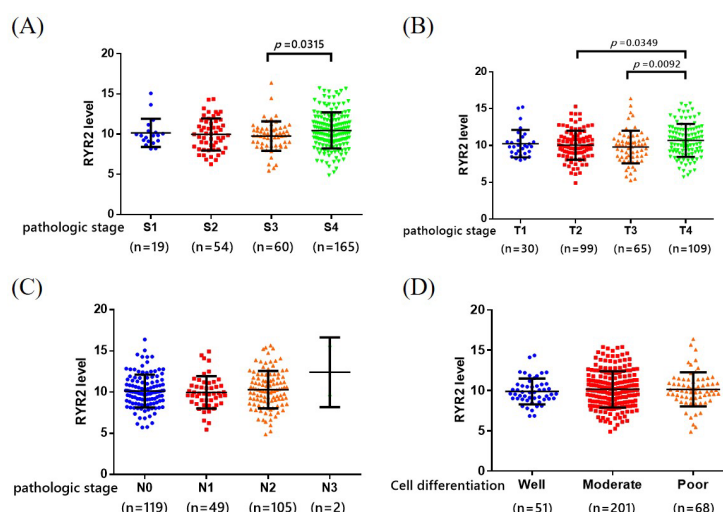 (A)
p =0.0315
20
15
10
5
0
RYR2 level
pathologic stage S1 S2 S3 S4
(n=19) (n=54) (n=60) (n=165)
(B)
p =0.0349
p =0.0092
20
15
10
5
0
RYR2 level
pathologic stage T1 T2 T3 T4
(n=30) (n=99) (n=65) (n=109)
(C)
20
15
10
5
0
RYR2 level
pathologic stage N0 N1 N2 N3
(n=119) (n=49) (n=105) (n=2)
(D)
20
15
10
5
0
RYR2 level
Cell differentiation Well Moderate Poor
(n=51) (n=201) (n=68)